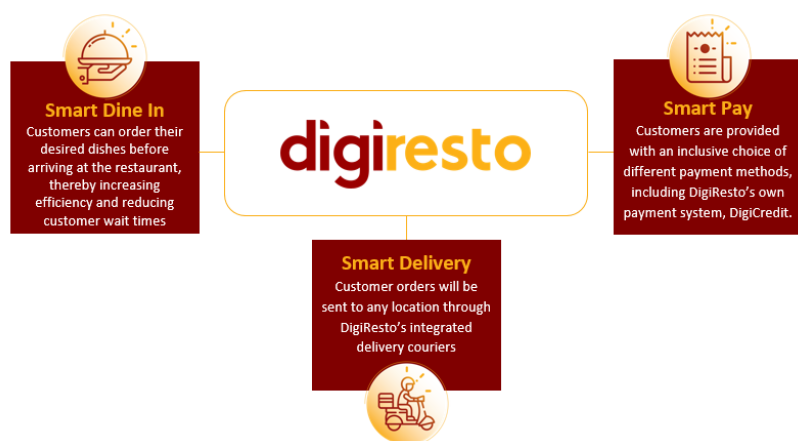 Smart Dine In
Customers can order their
desired dishes before
arriving at the restaurant,
thereby increasing
efficiency and reducing
customer wait times
digiresto
Smart Pay
Customers are provided
with an inclusive choice of
different payment methods,
including DigiResto’s own
payment system, DigiCredit.
Smart Delivery
Customer orders will be
sent to any location through
DigiResto’s integrated
delivery couriers